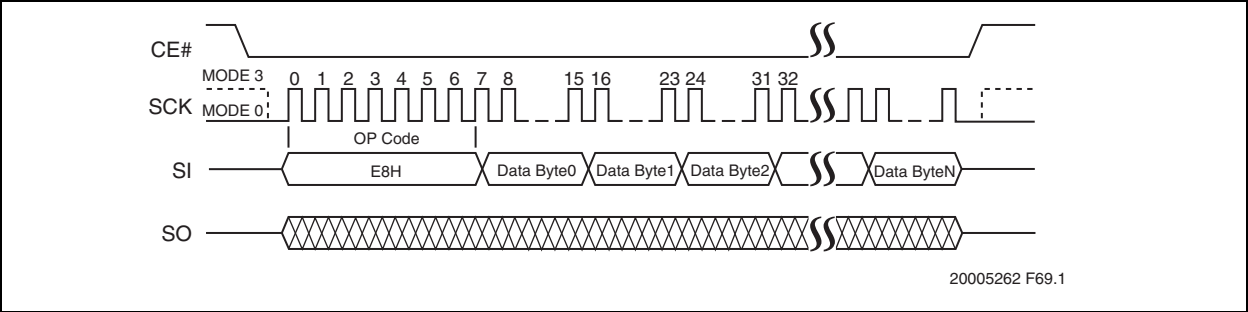 CE#
MODE 3
0 1 2 3 4 5 6 7 8 15 16 23 24 31 32
SCK
MODE 0
OP Code
SI
E8H
Data Byte0
Data Byte1
Data Byte2
Data ByteN
SO
20005262 F69.1